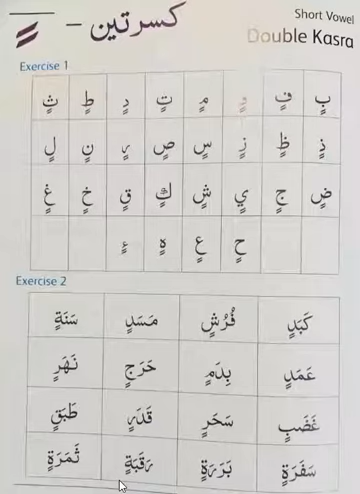 Short Vowel
Double Kasra
كسرتين –
Exercise 1
بٍ فٍ وٍ مٍ تٍ دٍ طٍ ثٍ
ذٍ ظٍ زٍ سٍ صٍ رٍ نٍ لٍ
ضٍ جٍ يٍ شٍ كٍ قٍ خٍ غٍ
حٍ عٍ هٍ ءٍ
Exercise 2
كَبَدٍ فُرُشٍ مَسَدٍ سَنَةٍ
عَمَدٍ بِدَمٍ حَرَجٍ نَهَرٍ
غَضَبٍ سَحَرٍ قَدَرٍ طَبَقٍ
سَفَرَةٍ بَرَرَةٍ رَقَبَةٍ ثَمَرَةٍ